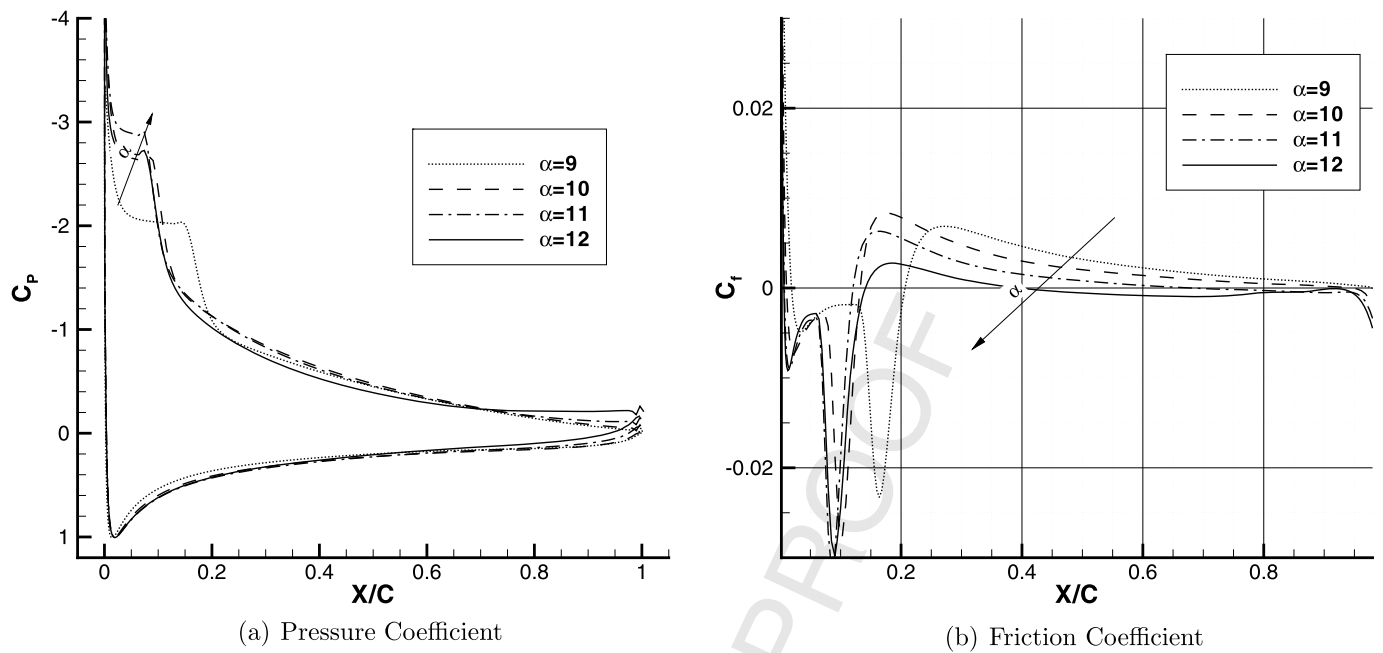 -4
-3
-2
-1
0
1
C_P
α
α=9
α=10
α=11
α=12
0 0.2 0.4 0.6 0.8 1
X/C
(a) Pressure Coefficient
0.02
0
-0.02
C_f
α
α=9
α=10
α=11
α=12
0.2 0.4 0.6 0.8
X/C
(b) Friction Coefficient
PROOF